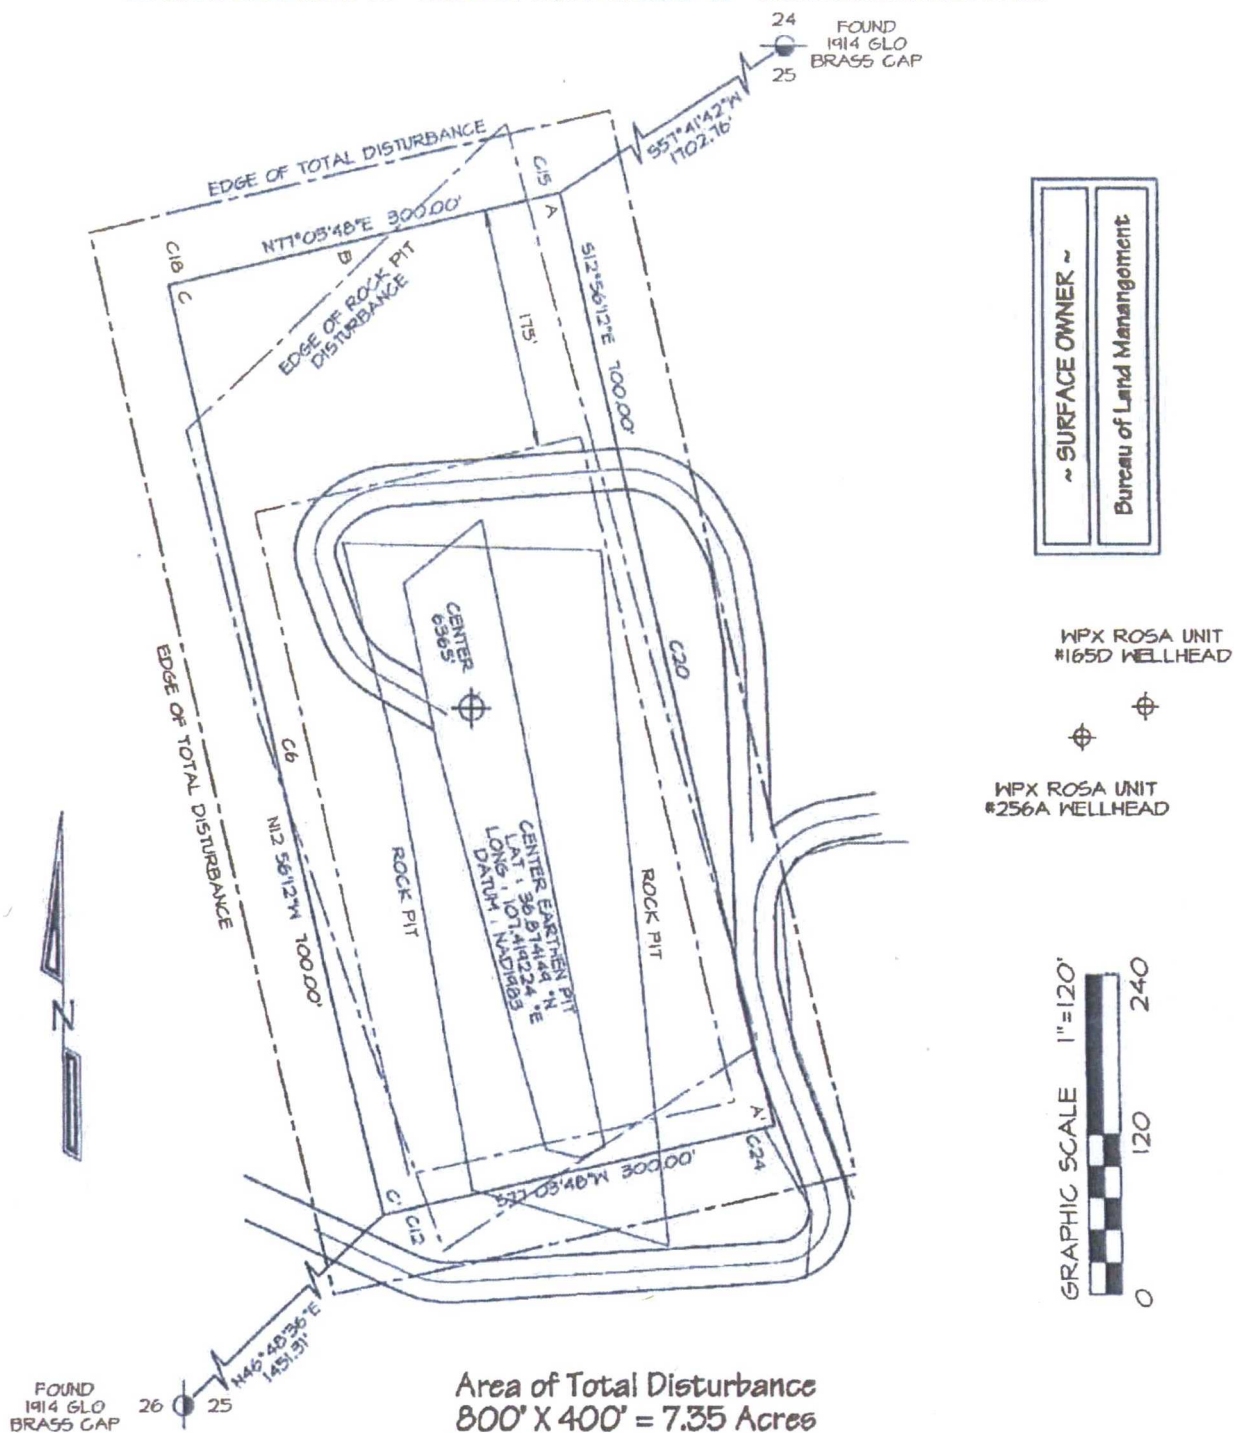 24
FOUND
1914 GLO
BRASS CAP
25
S57°41'42"W
1702.76'
EDGE OF TOTAL DISTURBANCE
C15
A
N77°03'48"E 300.00'
C18
C
B
EDGE OF ROCK PIT
DISTURBANCE
175'
S12°56'12"E 700.00'
~ SURFACE OWNER ~
Bureau of Land Manangement
CENTER
6365'
C20
WPX ROSA UNIT
#165D WELLHEAD
WPX ROSA UNIT
#256A WELLHEAD
EDGE OF TOTAL DISTURBANCE
C6
N12 56'12"W 700.00'
ROCK PIT
CENTER EARTHEN PIT
LAT : 36.874149 °N
LONG : 107.419224 °E
DATUM : NAD1983
ROCK PIT
N
GRAPHIC SCALE 1"=120'
0 120 240
A'
C24
S77 03'48"W 300.00'
C'
C12
N46°48'36"E
1451.31'
FOUND
1914 GLO
BRASS CAP
26 25
Area of Total Disturbance
800' X 400' = 7.35 Acres